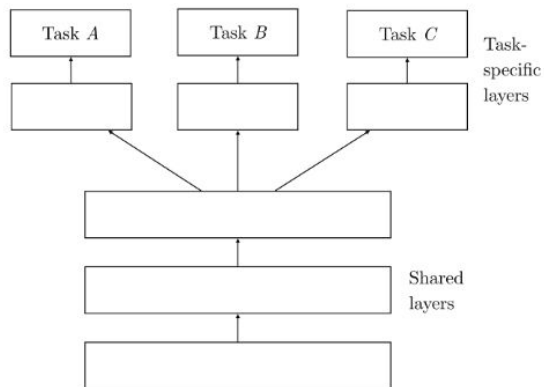 Task A
Task B
Task C
Task-
specific
layers
Shared
layers